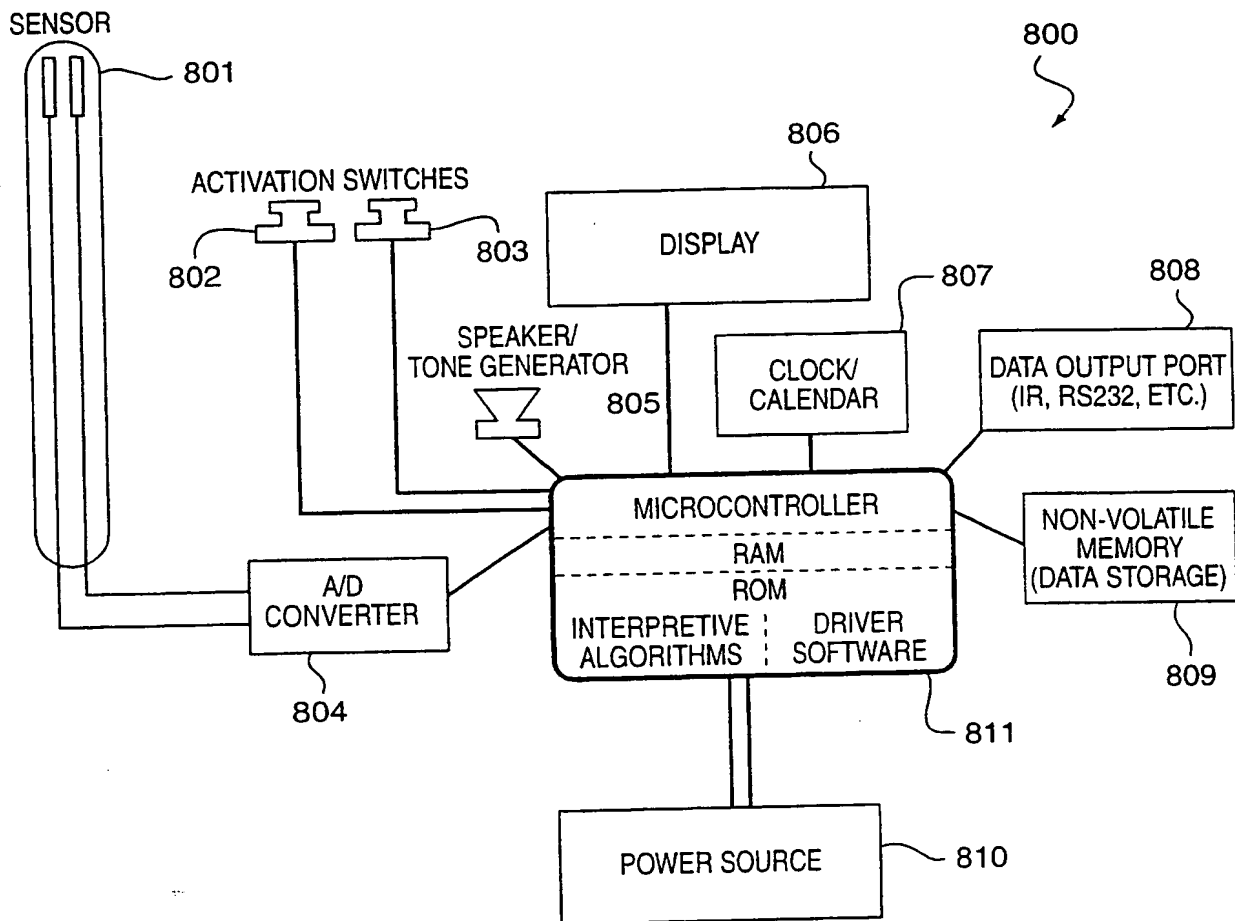 SENSOR
801
800
ACTIVATION SWITCHES
802
803
806
DISPLAY
807
808
SPEAKER/
TONE GENERATOR
805
CLOCK/
CALENDAR
DATA OUTPUT PORT
(IR, RS232, ETC.)
MICROCONTROLLER
RAM
ROM
INTERPRETIVE
ALGORITHMS
DRIVER
SOFTWARE
NON-VOLATILE
MEMORY
(DATA STORAGE)
809
A/D
CONVERTER
804
811
POWER SOURCE
810